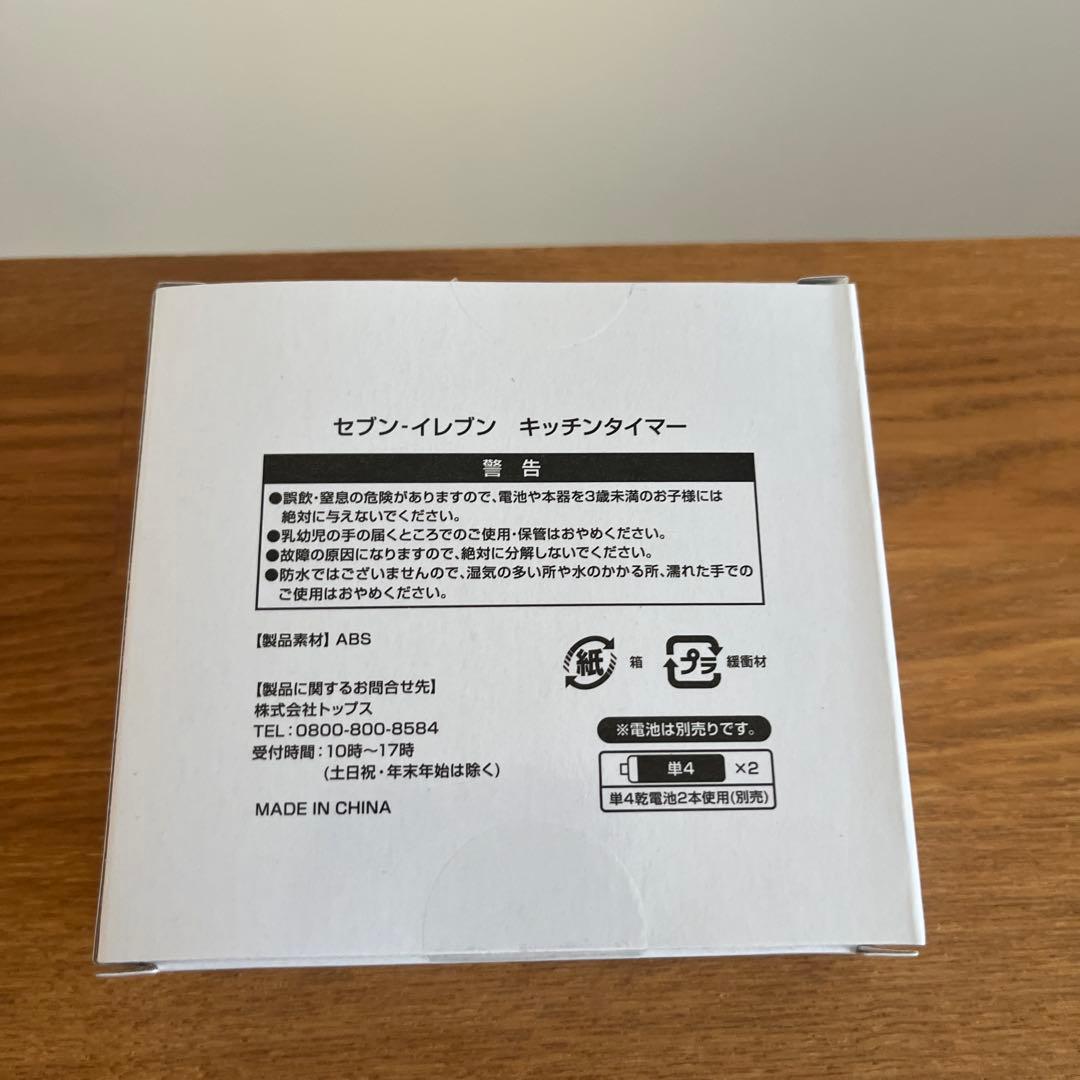 セブン-イレブン キッチンタイマー
警告
●誤飲・窒息の危険がありますので、電池や本器を3歳未満のお子様には
絶対に与えないでください。
●乳幼児の手の届くところでのご使用・保管はおやめください。
●故障の原因になりますので、絶対に分解しないでください。
●防水ではございませんので、湿気の多い所や水のかかる所、濡れた手での
ご使用はおやめください。
【製品素材】ABS
紙 箱 プラ 緩衝材
【製品に関するお問合せ先】
株式会社トップス
TEL:0800-800-8584
受付時間:10時〜17時
(土日祝・年末年始は除く)
MADE IN CHINA
※電池は別売りです。
単4 ×2
単4乾電池2本使用(別売)